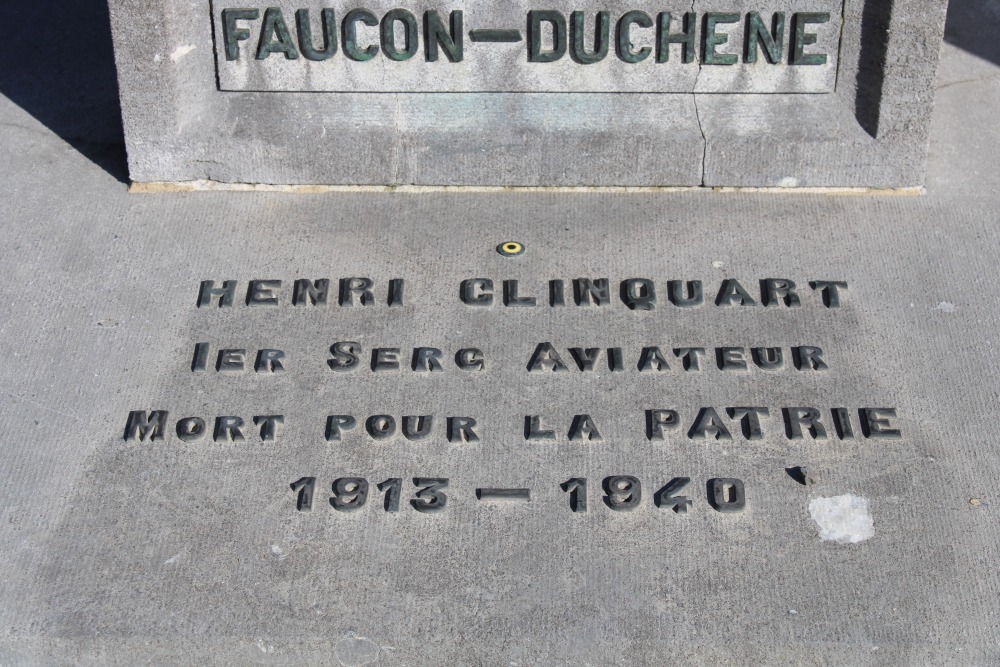 FAUCON–DUCHENE
HENRI CLINQUART
1ER SERG AVIATEUR
MORT POUR LA PATRIE
1913 – 1940